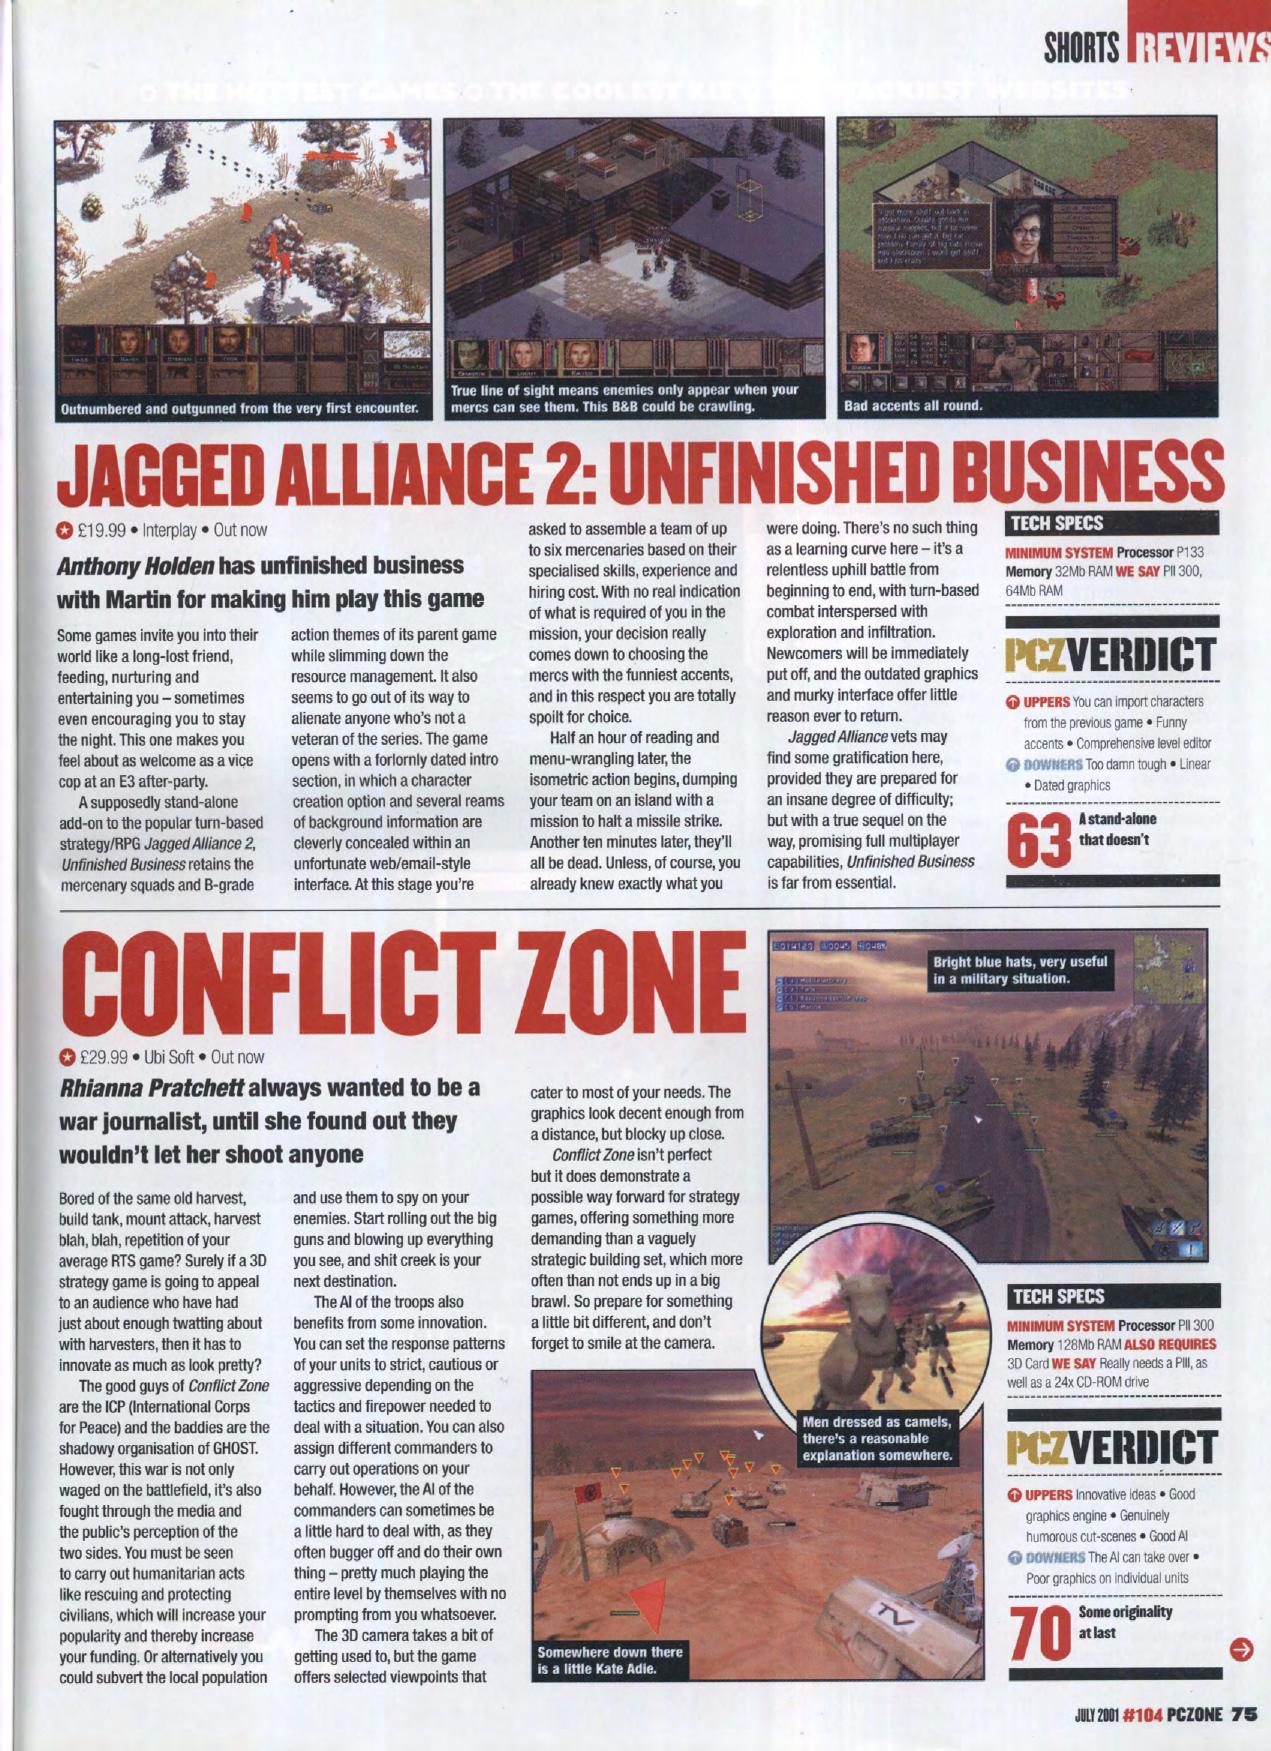 SHORTS REVIEWS
Outnumbered and outgunned from the very first encounter.
True line of sight means enemies only appear when your
mercs can see them. This B&B could be crawling.
Bad accents all round.
JAGGED ALLIANCE 2: UNFINISHED BUSINESS
£19.99 • Interplay • Out now
Anthony Holden has unfinished business
with Martin for making him play this game
Some games invite you into their
world like a long-lost friend,
feeding, nurturing and
entertaining you – sometimes
even encouraging you to stay
the night. This one makes you
feel about as welcome as a vice
cop at an E3 after-party.
A supposedly stand-alone
add-on to the popular turn-based
strategy/RPG Jagged Alliance 2,
Unfinished Business retains the
mercenary squads and B-grade
action themes of its parent game
while slimming down the
resource management. It also
seems to go out of its way to
alienate anyone who's not a
veteran of the series. The game
opens with a forlornly dated intro
section, in which a character
creation option and several reams
of background information are
cleverly concealed within an
unfortunate web/email-style
interface. At this stage you're
asked to assemble a team of up
to six mercenaries based on their
specialised skills, experience and
hiring cost. With no real indication
of what is required of you in the
mission, your decision really
comes down to choosing the
mercs with the funniest accents,
and in this respect you are totally
spoilt for choice.
Half an hour of reading and
menu-wrangling later, the
isometric action begins, dumping
your team on an island with a
mission to halt a missile strike.
Another ten minutes later, they'll
all be dead. Unless, of course, you
already knew exactly what you
were doing. There's no such thing
as a learning curve here – it's a
relentless uphill battle from
beginning to end, with turn-based
combat interspersed with
exploration and infiltration.
Newcomers will be immediately
put off, and the outdated graphics
and murky interface offer little
reason ever to return.
Jagged Alliance vets may
find some gratification here,
provided they are prepared for
an insane degree of difficulty;
but with a true sequel on the
way, promising full multiplayer
capabilities, Unfinished Business
is far from essential.
TECH SPECS
MINIMUM SYSTEM Processor P133
Memory 32Mb RAM WE SAY PII 300,
64Mb RAM
PCZVERDICT
UPPERS You can import characters
from the previous game • Funny
accents • Comprehensive level editor
DOWNERS Too damn tough • Linear
• Dated graphics
63 A stand-alone
that doesn't
CONFLICT ZONE
£29.99 • Ubi Soft • Out now
Rhianna Pratchett always wanted to be a
war journalist, until she found out they
wouldn't let her shoot anyone
Bored of the same old harvest,
build tank, mount attack, harvest
blah, blah, repetition of your
average RTS game? Surely if a 3D
strategy game is going to appeal
to an audience who have had
just about enough twatting about
with harvesters, then it has to
innovate as much as look pretty?
The good guys of Conflict Zone
are the ICP (International Corps
for Peace) and the baddies are the
shadowy organisation of GHOST.
However, this war is not only
waged on the battlefield, it's also
fought through the media and
the public's perception of the
two sides. You must be seen
to carry out humanitarian acts
like rescuing and protecting
civilians, which will increase your
popularity and thereby increase
your funding. Or alternatively you
could subvert the local population
and use them to spy on your
enemies. Start rolling out the big
guns and blowing up everything
you see, and shit creek is your
next destination.
The AI of the troops also
benefits from some innovation.
You can set the response patterns
of your units to strict, cautious or
aggressive depending on the
tactics and firepower needed to
deal with a situation. You can also
assign different commanders to
carry out operations on your
behalf. However, the AI of the
commanders can sometimes be
a little hard to deal with, as they
often bugger off and do their own
thing – pretty much playing the
entire level by themselves with no
prompting from you whatsoever.
The 3D camera takes a bit of
getting used to, but the game
offers selected viewpoints that
cater to most of your needs. The
graphics look decent enough from
a distance, but blocky up close.
Conflict Zone isn't perfect
but it does demonstrate a
possible way forward for strategy
games, offering something more
demanding than a vaguely
strategic building set, which more
often than not ends up in a big
brawl. So prepare for something
a little bit different, and don't
forget to smile at the camera.
Bright blue hats, very useful
in a military situation.
Men dressed as camels,
there's a reasonable
explanation somewhere.
TV
Somewhere down there
is a little Kate Adie.
TECH SPECS
MINIMUM SYSTEM Processor PII 300
Memory 128Mb RAM ALSO REQUIRES
3D Card WE SAY Really needs a PIII, as
well as a 24x CD-ROM drive
PCZVERDICT
UPPERS Innovative ideas • Good
graphics engine • Genuinely
humorous cut-scenes • Good AI
DOWNERS The AI can take over •
Poor graphics on individual units
70 Some originality
at last
JULY 2001 #104 PCZONE 75